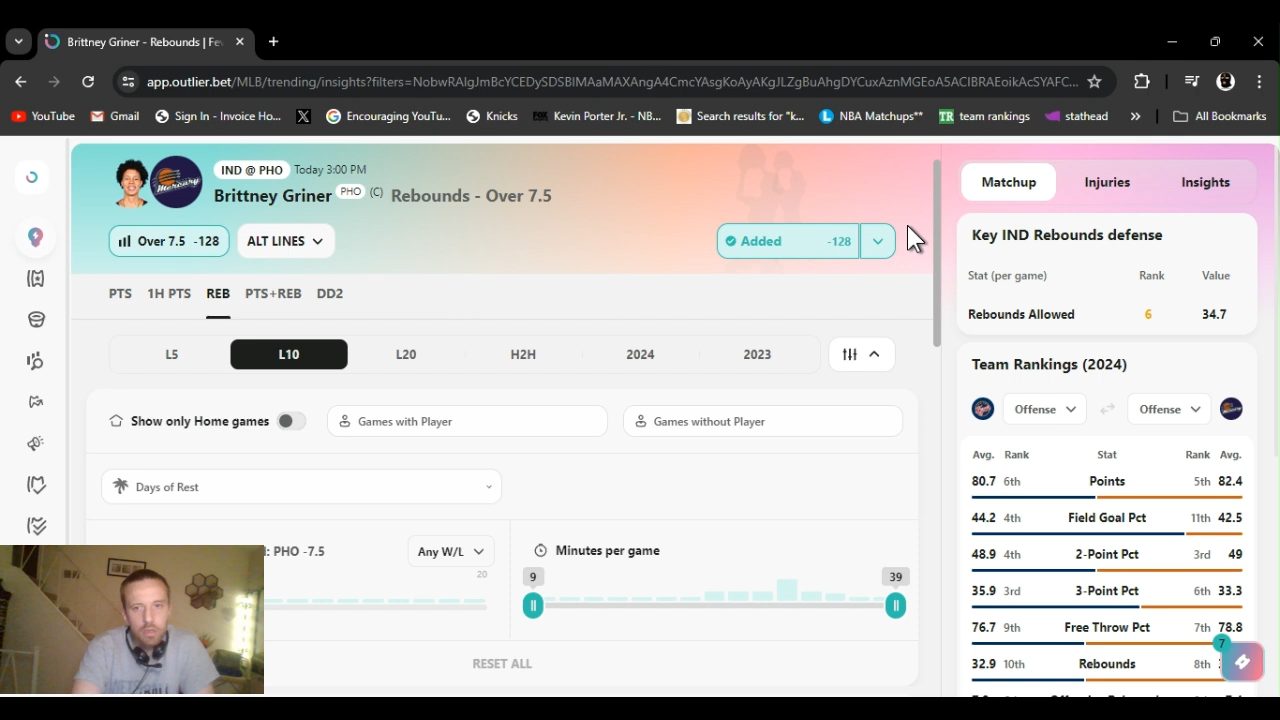 Brittney Griner - Rebounds | Fe
app.outlier.bet/MLB/trending/insights?filters=NobwRAlgJmBcYCEDySDSBIMAaMAXAngA4CmcYAsgKoAyAKgJLZgBuAhgDYCuxAznMGEoA5ACIBRAEoikAcSYAFC...
YouTube Gmail Sign In - Invoice Ho... Encouraging YouTu... Knicks Kevin Porter Jr. - NB... Search results for "k... NBA Matchups** TR team rankings stathead » All Bookmarks
IND @ PHO Today 3:00 PM
Brittney Griner PHO (C) Rebounds - Over 7.5
Over 7.5 -128 ALT LINES Added -128
PTS 1H PTS REB PTS+REB DD2
L5 L10 L20 H2H 2024 2023
Show only Home games Games with Player Games without Player
Days of Rest
: PHO -7.5 Any W/L Minutes per game
20
9 39
RESET ALL
Matchup Injuries Insights
Key IND Rebounds defense
Stat (per game) Rank Value
Rebounds Allowed 6 34.7
Team Rankings (2024)
Offense Offense
Avg. Rank Stat Rank Avg.
80.7 6th Points 5th 82.4
44.2 4th Field Goal Pct 11th 42.5
48.9 4th 2-Point Pct 3rd 49
35.9 3rd 3-Point Pct 6th 33.3
76.7 9th Free Throw Pct 7th 78.8
7
32.9 10th Rebounds 8th